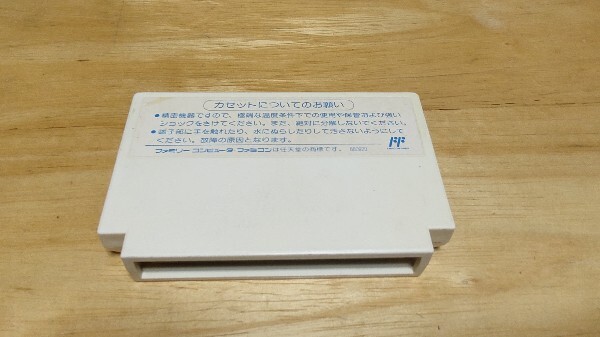 カセットについてのお願い
●精密機器ですので、極端な温度条件下での使用や保管および強い
ショックをさけてください。また、絶対に分解しないでください。
●端子部に手を触れたり、水にぬらしたりして汚さないようにして
ください。故障の原因となります。
ファミリーコンピュータ・ファミコンは任天堂の商標です。